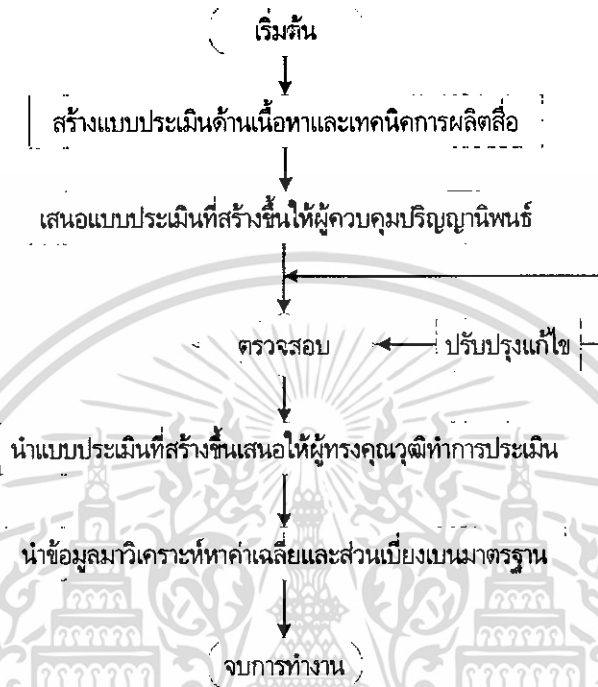 เริ่มต้น
สร้างแบบประเมินด้านเนื้อหาและเทคนิคการผลิตสื่อ
เสนอแบบประเมินที่สร้างขึ้นให้ผู้ควบคุมปริญญานิพนธ์
ตรวจสอบ
ปรับปรุงแก้ไข
นำแบบประเมินที่สร้างขึ้นเสนอให้ผู้ทรงคุณวุฒิทำการประเมิน
นำข้อมูลมาวิเคราะห์หาค่าเฉลี่ยและส่วนเบี่ยงเบนมาตรฐาน
จบการทำงาน